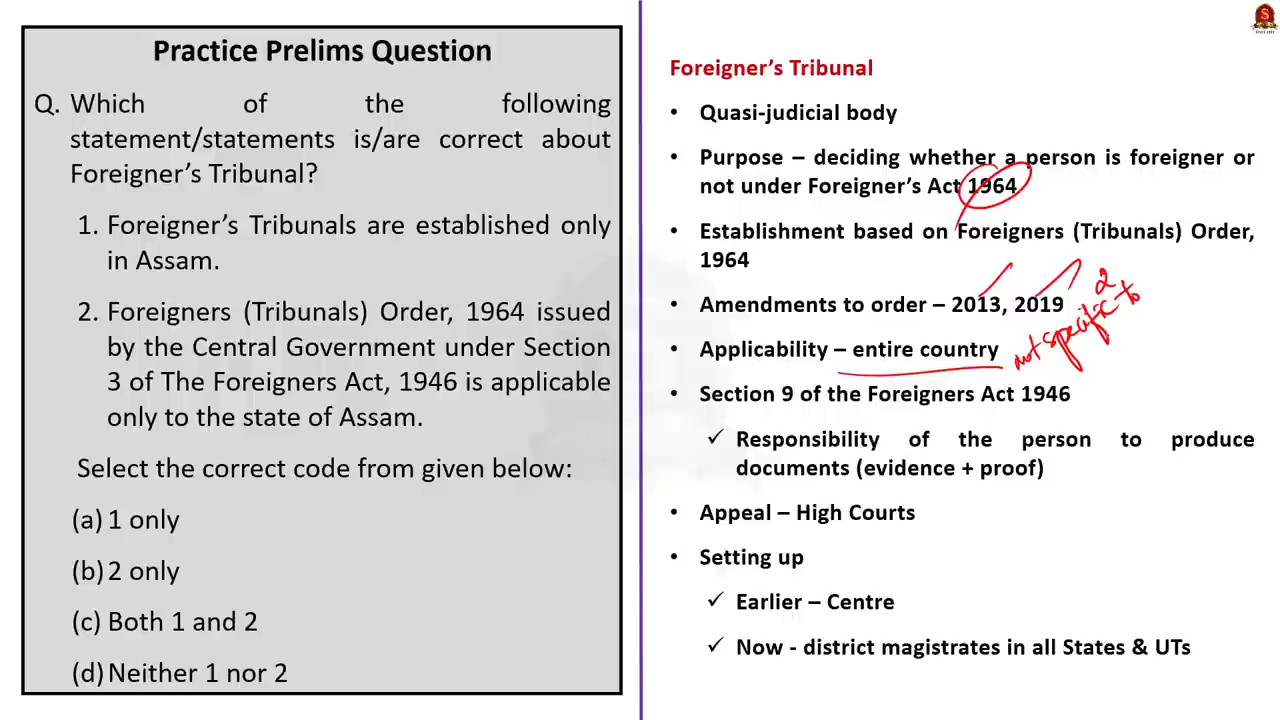 Practice Prelims Question
Q. Which of the following
statement/statements is/are correct about
Foreigner's Tribunal?
1. Foreigner's Tribunals are established only
in Assam.
2. Foreigners (Tribunals) Order, 1964 issued
by the Central Government under Section
3 of The Foreigners Act, 1946 is applicable
only to the state of Assam.
Select the correct code from given below:
(a) 1 only
(b) 2 only
(c) Both 1 and 2
(d) Neither 1 nor 2
Foreigner's Tribunal
• Quasi-judicial body
• Purpose – deciding whether a person is foreigner or
not under Foreigner's Act 1964
• Establishment based on Foreigners (Tribunals) Order,
1964
• Amendments to order – 2013, 2019
• Applicability – entire country
not specific to
2
• Section 9 of the Foreigners Act 1946
✓ Responsibility of the person to produce
documents (evidence + proof)
• Appeal – High Courts
• Setting up
✓ Earlier – Centre
✓ Now - district magistrates in all States & UTs